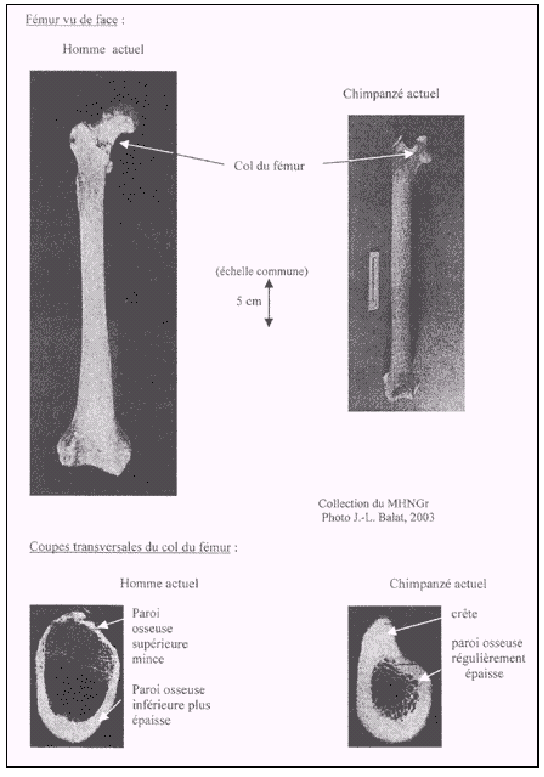 Fémur vu de face :
Homme actuel
Chimpanzé actuel
Col du fémur
(échelle commune)
5 cm
Collection du MHNGr
Photo J.-L. Balat, 2003
Coupes transversales du col du fémur :
Homme actuel
Chimpanzé actuel
Paroi
osseuse
supérieure
mince
Paroi osseuse
inférieure plus
épaisse
crête
paroi osseuse
régulièrement
épaisse